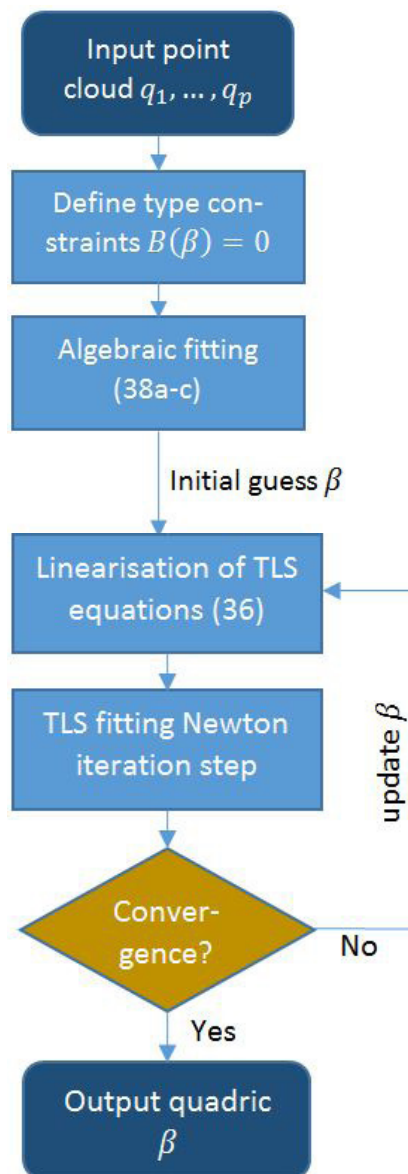 Input point
cloud q₁, … , qₚ
Define type con-
straints B(β) = 0
Algebraic fitting
(38a-c)
Initial guess β
Linearisation of TLS
equations (36)
TLS fitting Newton
iteration step
update β
Conver-
gence?
No
Yes
Output quadric
β